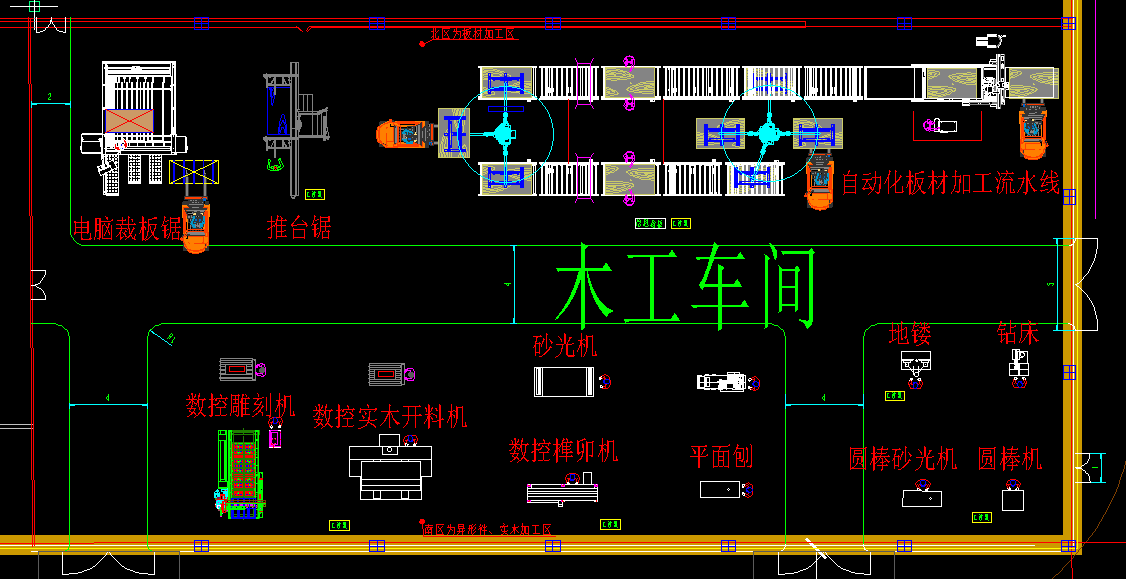 北区为板材加工区
2
自动化板材加工流水线
电脑裁板锯
推台锯
木工车间
4
地镂
钻床
砂光机
4
4
数控雕刻机
数控实木开料机
数控榫卯机
平面刨
圆棒砂光机
圆棒机
南区为异形件、实木加工区